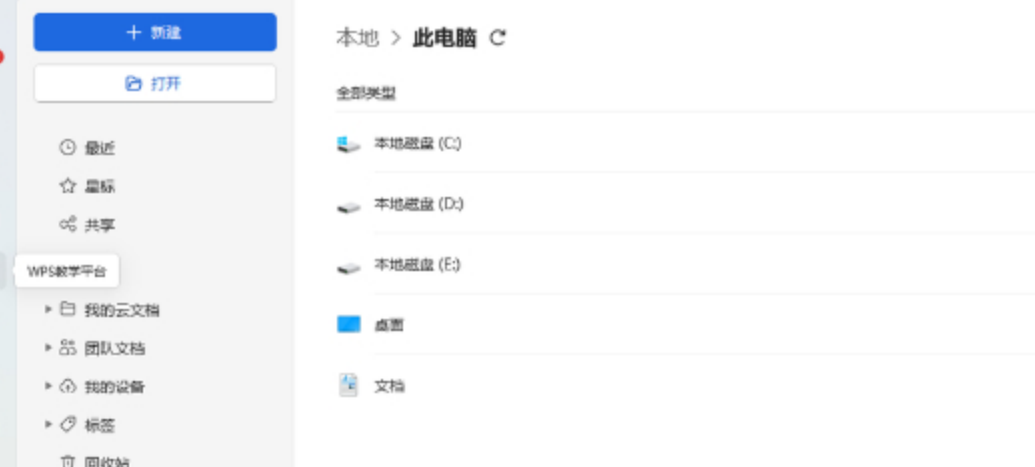 新建
打开
最近
星标
共享
WPS教学平台
我的云文档
团队文档
我的设备
标签
回收站
本地 > 此电脑
全部类型
本地磁盘 (C:)
本地磁盘 (D:)
本地磁盘 (E:)
桌面
文档